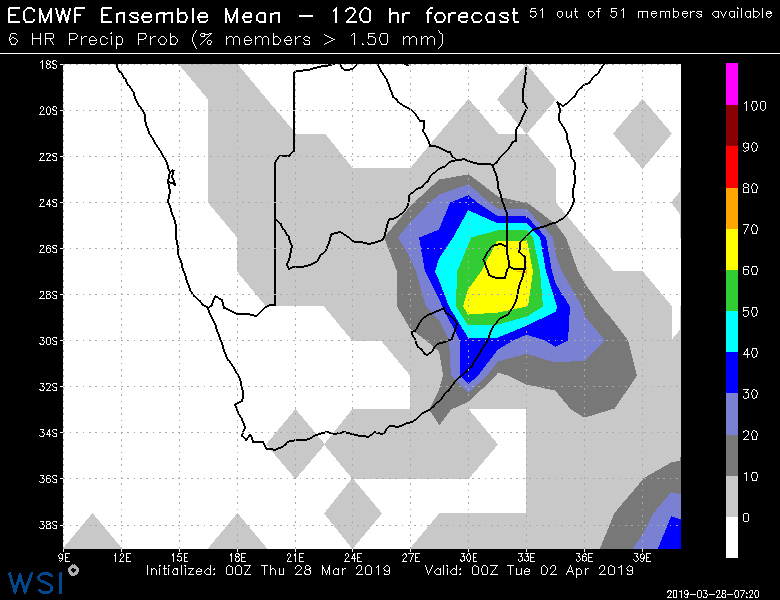 ECMWF Ensemble Mean – 120 hr forecast 51 out of 51 members available
6 HR Precip Prob (% members > 1.50 mm)
18S
20S
22S
24S
26S
28S
30S
32S
34S
36S
38S
9E 12E 15E 18E 21E 24E 27E 30E 33E 36E 39E
100
90
80
70
60
50
40
30
20
10
0
Initialized: 00Z Thu 28 Mar 2019 Valid: 00Z Tue 02 Apr 2019
WSI
2019-03-28-07:20